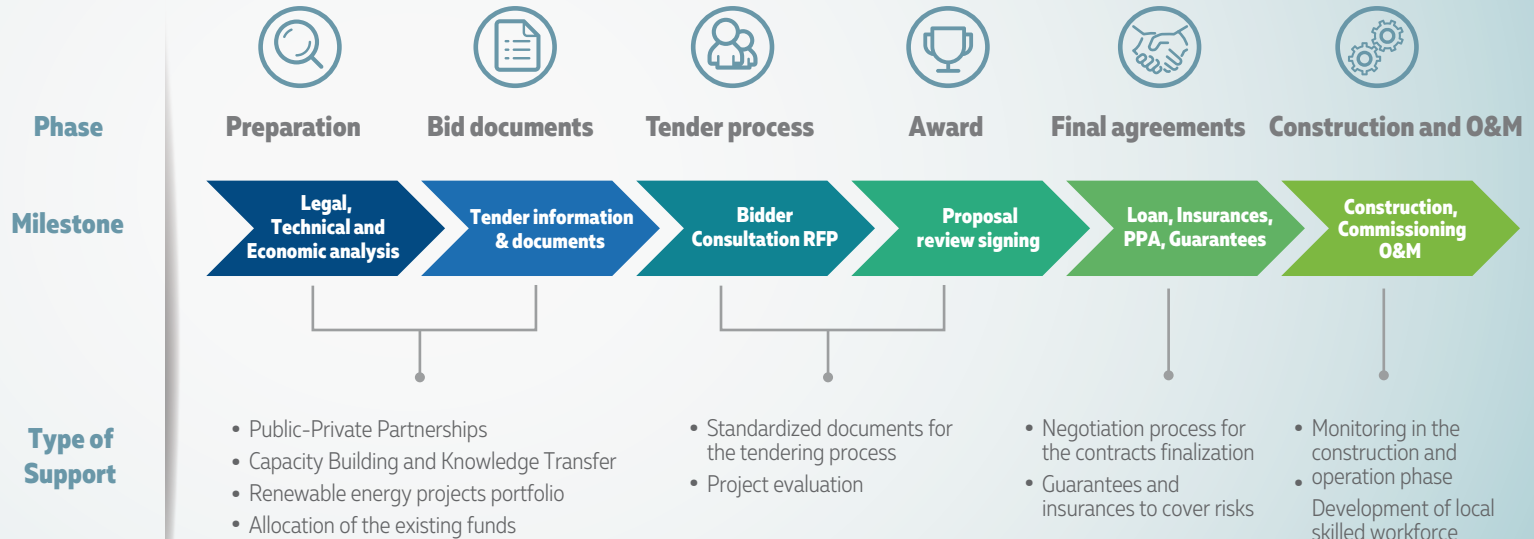 Phase
Preparation
Bid documents
Tender process
Award
Final agreements
Construction and O&M
Milestone
Legal,
Technical and
Economic analysis
Tender information
& documents
Bidder
Consultation RFP
Proposal
review signing
Loan, Insurances,
PPA, Guarantees
Construction,
Commissioning
O&M
Type of
Support
• Public-Private Partnerships
• Capacity Building and Knowledge Transfer
• Renewable energy projects portfolio
• Allocation of the existing funds
• Standardized documents for
the tendering process
• Project evaluation
• Negotiation process for
the contracts finalization
• Guarantees and
insurances to cover risks
• Monitoring in the
construction and
• operation phase
Development of local
skilled workforce